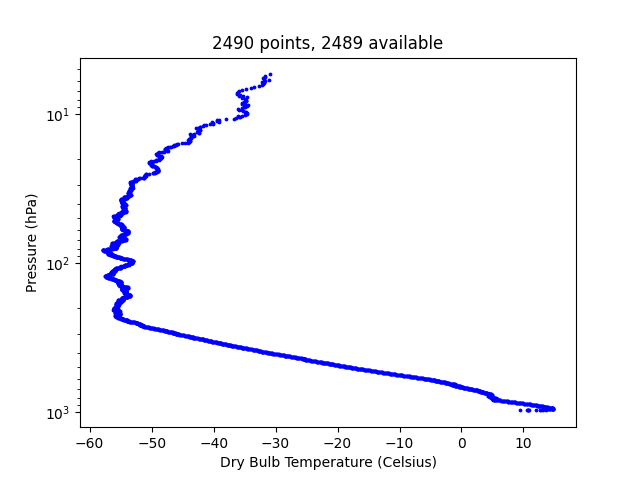 2490 points, 2489 available
10¹
10²
10³
Pressure (hPa)
−60 −50 −40 −30 −20 −10 0 10
Dry Bulb Temperature (Celsius)